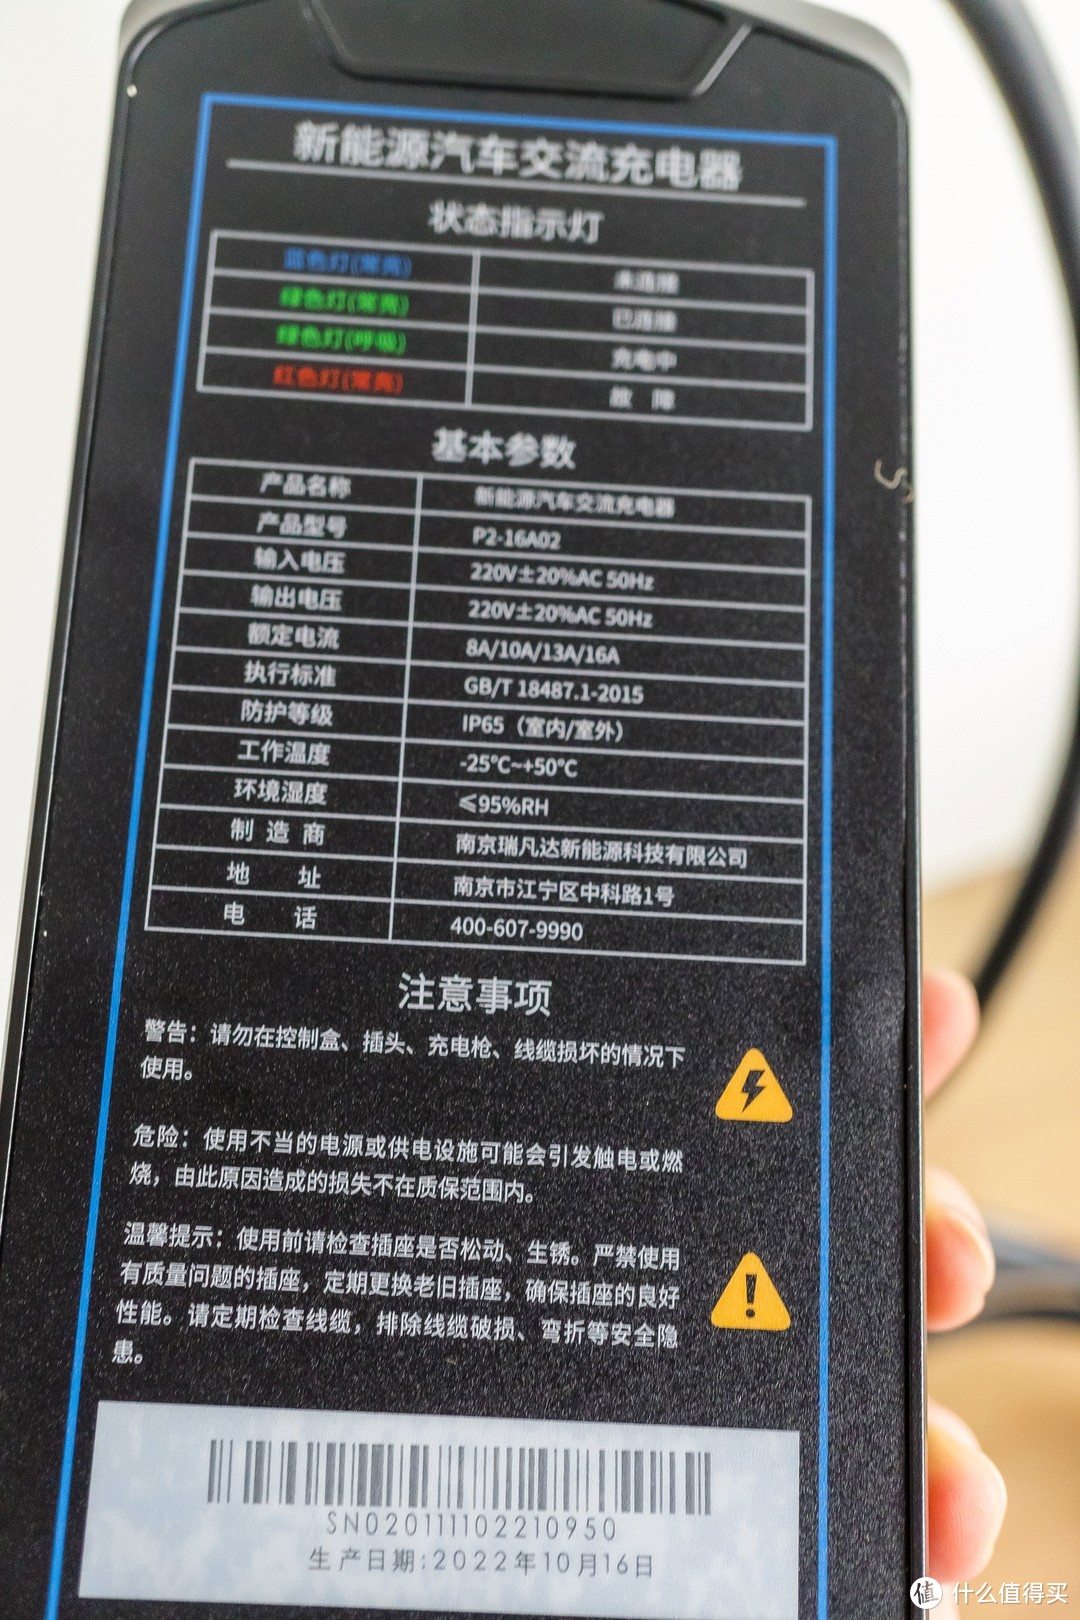 新能源汽车交流充电器
状态指示灯
蓝色灯(常亮) 未连接
绿色灯(常亮) 已连接
绿色灯(呼吸) 充电中
红色灯(常亮) 故 障
基本参数
产品名称 新能源汽车交流充电器
产品型号 P2-16A02
输入电压 220V±20%AC 50Hz
输出电压 220V±20%AC 50Hz
额定电流 8A/10A/13A/16A
执行标准 GB/T 18487.1-2015
防护等级 IP65（室内/室外）
工作温度 -25℃~+50℃
环境湿度 ≤95%RH
制 造 商 南京瑞凡达新能源科技有限公司
地 址 南京市江宁区中科路1号
电 话 400-607-9990
注意事项
警告：请勿在控制盒、插头、充电枪、线缆损坏的情况下
使用。
危险：使用不当的电源或供电设施可能会引发触电或燃
烧，由此原因造成的损失不在质保范围内。
温馨提示：使用前请检查插座是否松动、生锈。严禁使用
有质量问题的插座，定期更换老旧插座，确保插座的良好
性能。请定期检查线缆，排除线缆破损、弯折等安全隐
患。
SN020111102210950
生产日期:2022年10月16日
值 什么值得买